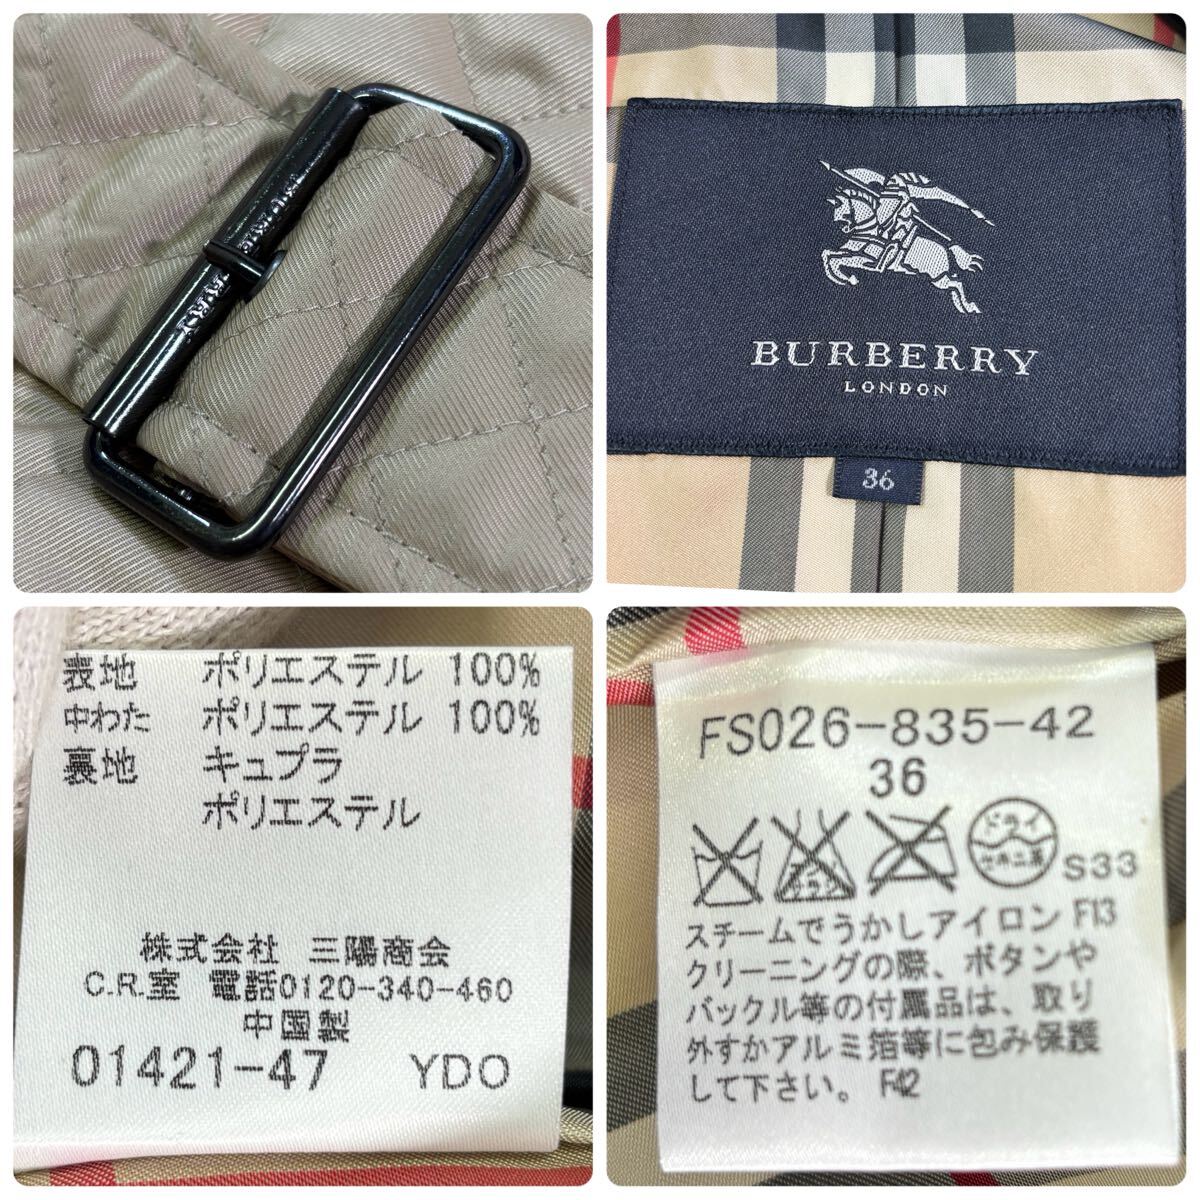 BURBERRY
LONDON
36
表地 ポリエステル 100%
中わた ポリエステル 100%
裏地 キュプラ
ポリエステル
株式会社 三陽商会
C.R.室 電話0120-340-460
中国製
01421-47 YDO
FS026-835-42
36
ドライ
セキユ系
S33
スチームでうかしアイロン F13
クリーニングの際、ボタンや
バックル等の付属品は、取り
外すかアルミ箔等に包み保護
して下さい。 F42